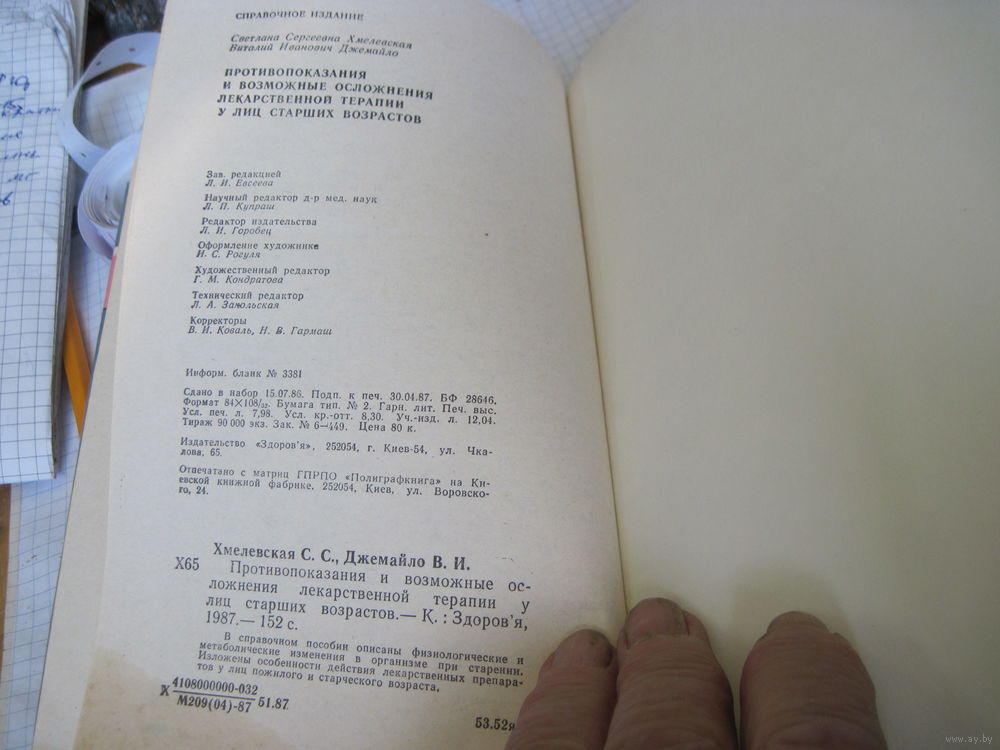 СПРАВОЧНОЕ ИЗДАНИЕ
Светлана Сергеевна Хмелевская
Виталий Иванович Джемайло
ПРОТИВОПОКАЗАНИЯ
И ВОЗМОЖНЫЕ ОСЛОЖНЕНИЯ
ЛЕКАРСТВЕННОЙ ТЕРАПИИ
У ЛИЦ СТАРШИХ ВОЗРАСТОВ
Зав. редакцией
Л. И. Евсеева
Научный редактор д-р мед. наук
Л. П. Купраш
Редактор издательства
Л. И. Горобец
Оформление художника
И. С. Рогуля
Художественный редактор
Г. М. Кондратова
Технический редактор
Л. А. Запольская
Корректоры
В. И. Коваль, Н. В. Гармаш
Информ. бланк № 3381
Сдано в набор 15.07.86. Подп. к печ. 30.04.87. БФ 28646.
Формат 84×108/32. Бумага тип. № 2. Гарн. лит. Печ. выс.
Усл. печ. л. 7,98. Усл. кр.-отт. 8,30. Уч.-изд. л. 12,04.
Тираж 90 000 экз. Зак. № 6—449. Цена 80 к.
Издательство «Здоров'я», 252054, г. Киев-54, ул. Чка-
лова, 65.
Отпечатано с матриц ГПРПО «Полиграфкнига» на Ки-
евской книжной фабрике. 252054, Киев, ул. Воровско-
го, 24.
Хмелевская С. С., Джемайло В. И.
Х65 Противопоказания и возможные ос-
ложнения лекарственной терапии у
лиц старших возрастов.— К. : Здоров'я,
1987.— 152 с.
В справочном пособии описаны физиологические и
метаболические изменения в организме при старении.
Изложены особенности действия лекарственных препара-
тов у лиц пожилого и старческого возраста.
Х 4108000000-032
М209(04)-87 51.87
53.52я
www.ay.by